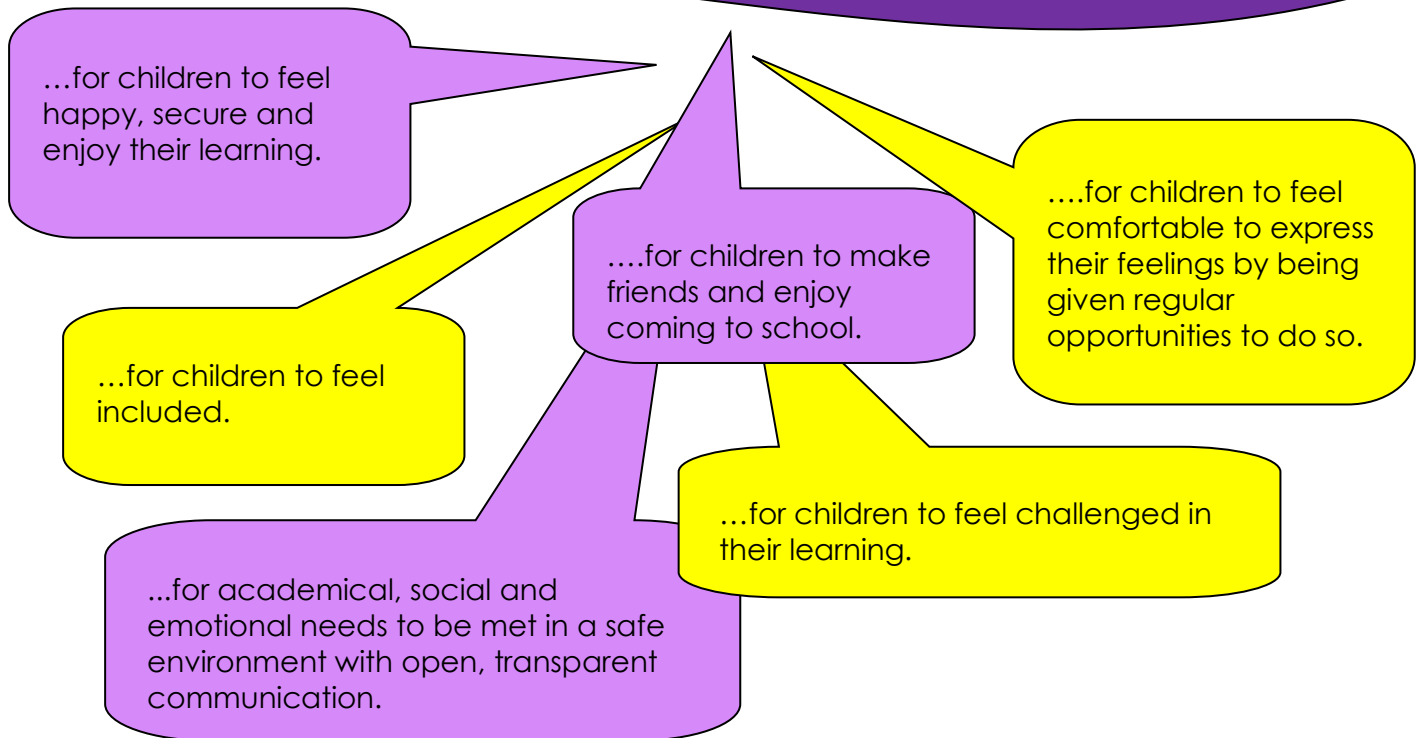 …for children to feel
happy, secure and
enjoy their learning.
….for children to feel
comfortable to express
their feelings by being
given regular
opportunities to do so.
….for children to make
friends and enjoy
coming to school.
…for children to feel
included.
…for children to feel challenged in
their learning.
...for academical, social and
emotional needs to be met in a safe
environment with open, transparent
communication.